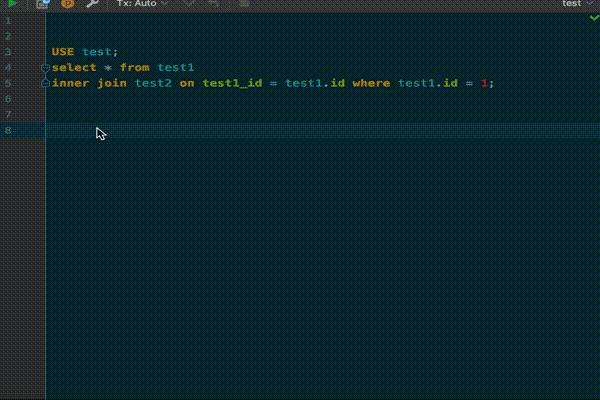 Tx: Auto
test
1
2
3 USE test;
4 select * from test1
5 inner join test2 on test1_id = test1.id where test1.id = 1;
6
7
8